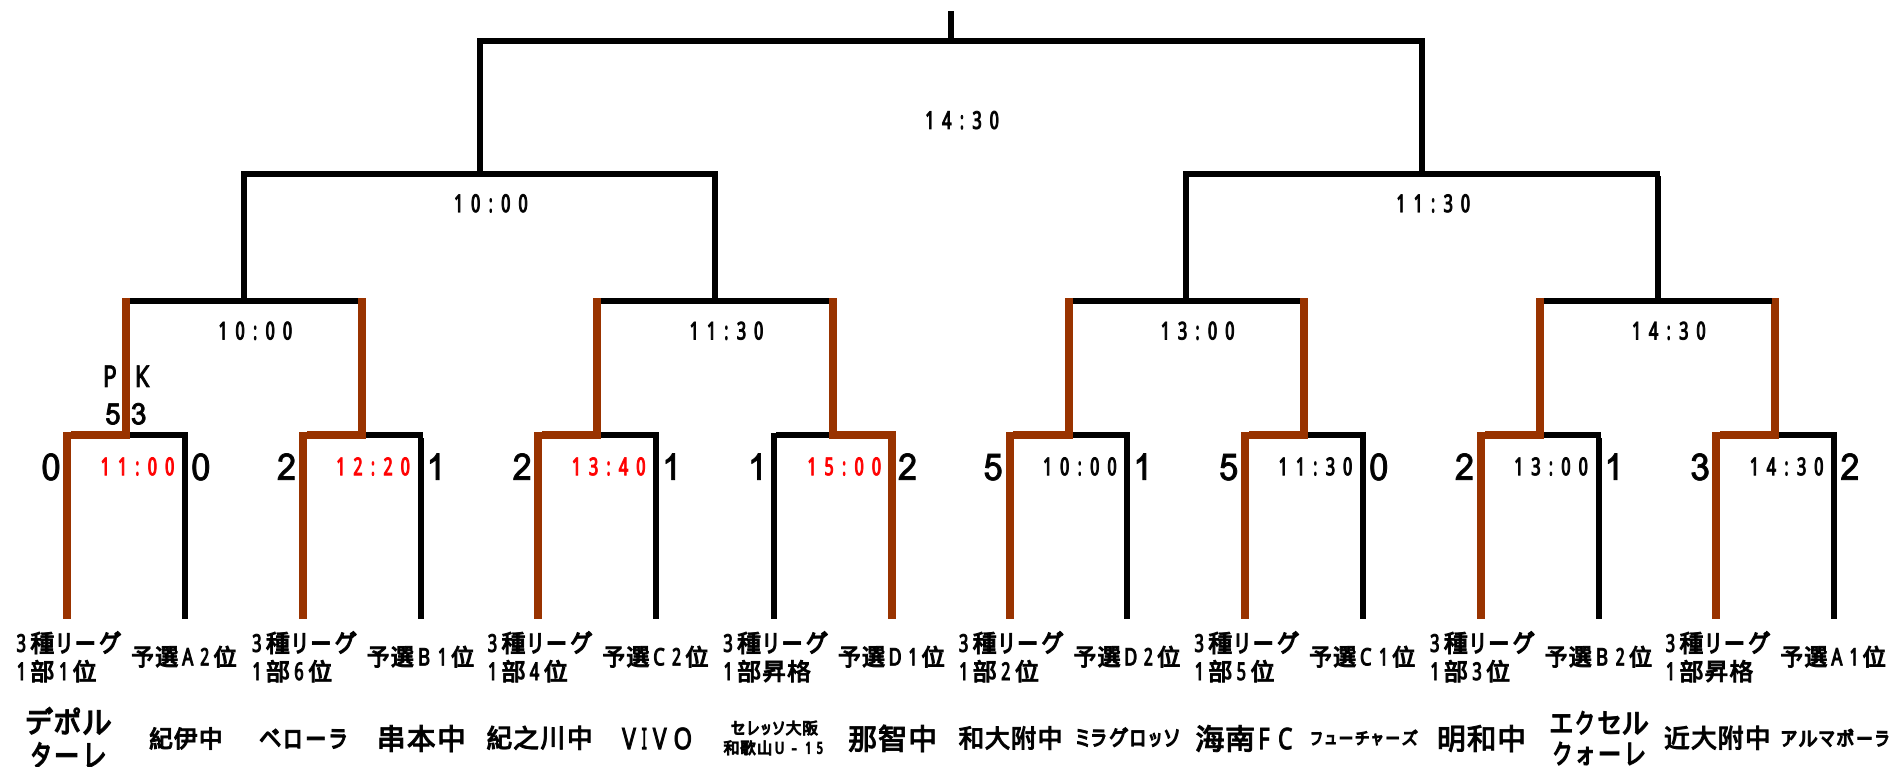 14:30
10:00
11:30
10:00
11:30
13:00
14:30
PK
5 3
0 11:00 0
2 12:20 1
2 13:40 1
1 15:00 2
5 10:00 1
5 11:30 0
2 13:00 1
3 14:30 2
3種リーグ
1部1位
予選A2位
3種リーグ
1部6位
予選B1位
3種リーグ
1部4位
予選C2位
3種リーグ
1部昇格
予選D1位
3種リーグ
1部2位
予選D2位
3種リーグ
1部5位
予選C1位
3種リーグ
1部3位
予選B2位
3種リーグ
1部昇格
予選A1位
デポル
ターレ
紀伊中
ベローラ
串本中
紀之川中
VIVO
セレッソ大阪
和歌山U-15
那智中
和大附中
ミラグロッソ
海南FC
フューチャーズ
明和中
エクセル
クォーレ
近大附中
アルマボーラ